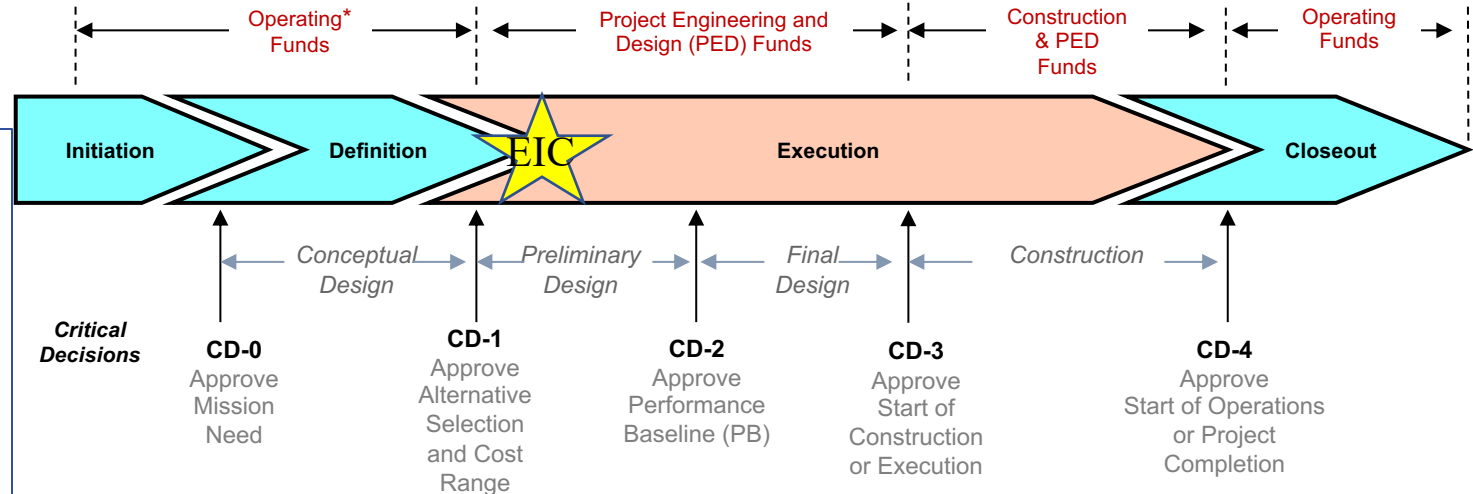 Operating*
Funds
Project Engineering and
Design (PED) Funds
Construction
& PED
Funds
Operating
Funds
Initiation
Definition
EIC
Execution
Closeout
Conceptual
Design
Preliminary
Design
Final
Design
Construction
Critical
Decisions
CD-0
Approve
Mission
Need
CD-1
Approve
Alternative
Selection
and Cost
Range
CD-2
Approve
Performance
Baseline (PB)
CD-3
Approve
Start of
Construction
or Execution
CD-4
Approve
Start of Operations
or Project
Completion